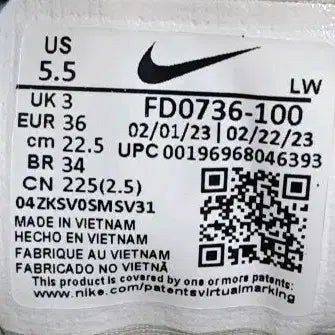 US
5.5
LW
UK 3
FD0736-100
EUR 36
02/01/23 | 02/22/23
cm 22.5
UPC 00196968046393
BR 34
CN 225(2.5)
04ZKSV0SMSV31
MADE IN VIETNAM
HECHO EN VIETNAM
FABRIQUE AU VIETNAM
FABRICADO NO VIETNÃ
This product is covered by one or more patents. See
www.nike.com/patentsvirtualmarking